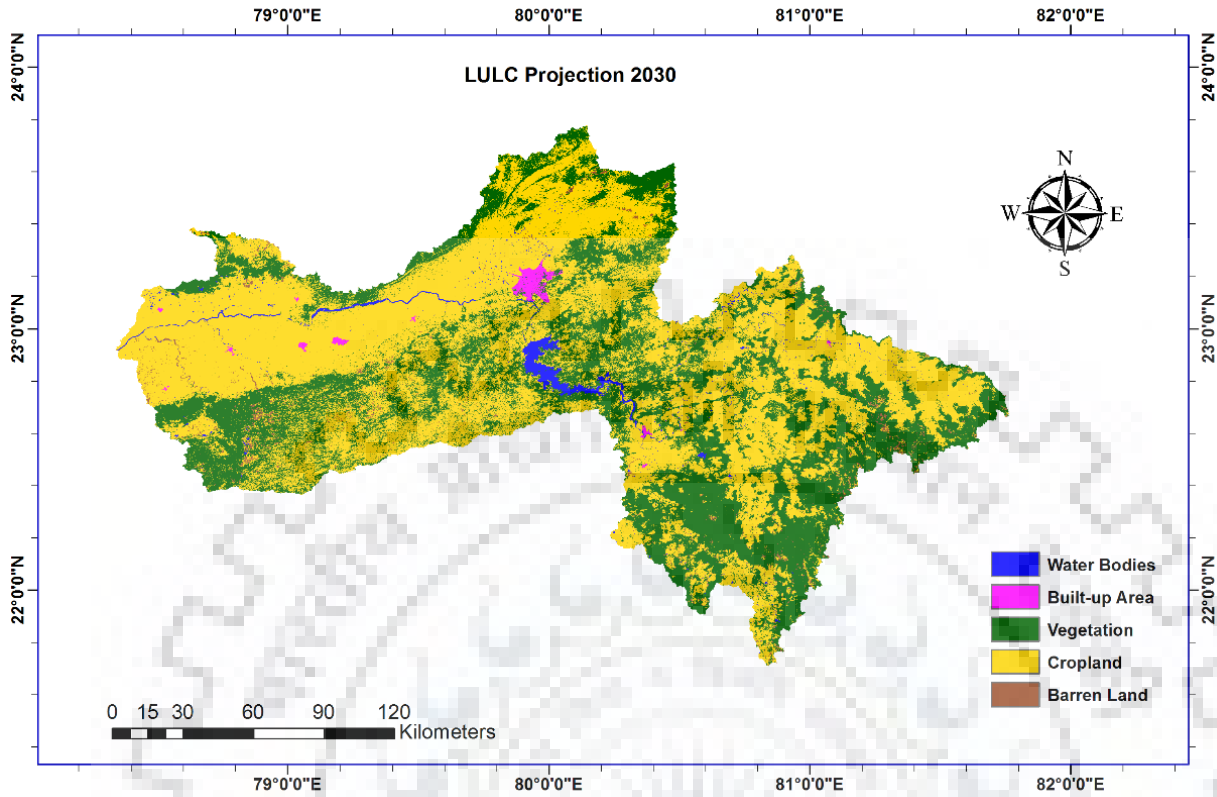 79°0'0"E 80°0'0"E 81°0'0"E 82°0'0"E
LULC Projection 2030
24°0'0"N 24°0'0"N
N
W E
S
23°0'0"N 23°0'0"N
22°0'0"N 22°0'0"N
Water Bodies
Built-up Area
Vegetation
Cropland
Barren Land
0 15 30 60 90 120
Kilometers
79°0'0"E 80°0'0"E 81°0'0"E 82°0'0"E